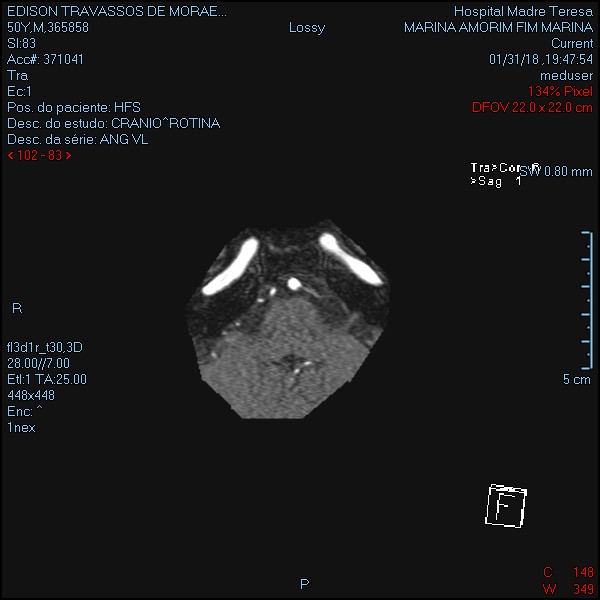 EDISON TRAVASSOS DE MORAE...
50Y,M,365858
SI:83
Acc#: 371041
Tra
Ec:1
Pos. do paciente: HFS
Desc. do estudo: CRANIO^ROTINA
Desc. da série: ANG VL
< 102 - 83 >
Lossy
Hospital Madre Teresa
MARINA AMORIM FIM MARINA
Current
01/31/18 ,19:47:54
meduser
134% Pixel
DFOV 22.0 x 22.0 cm
Tra>Cor
SW 0.80 mm
>Sag 1
R
fl3d1r_t30,3D
28.00//7.00
Etl:1 TA:25.00
448x448
Enc: ^
1nex
5 cm
F
P
C 148
W 349